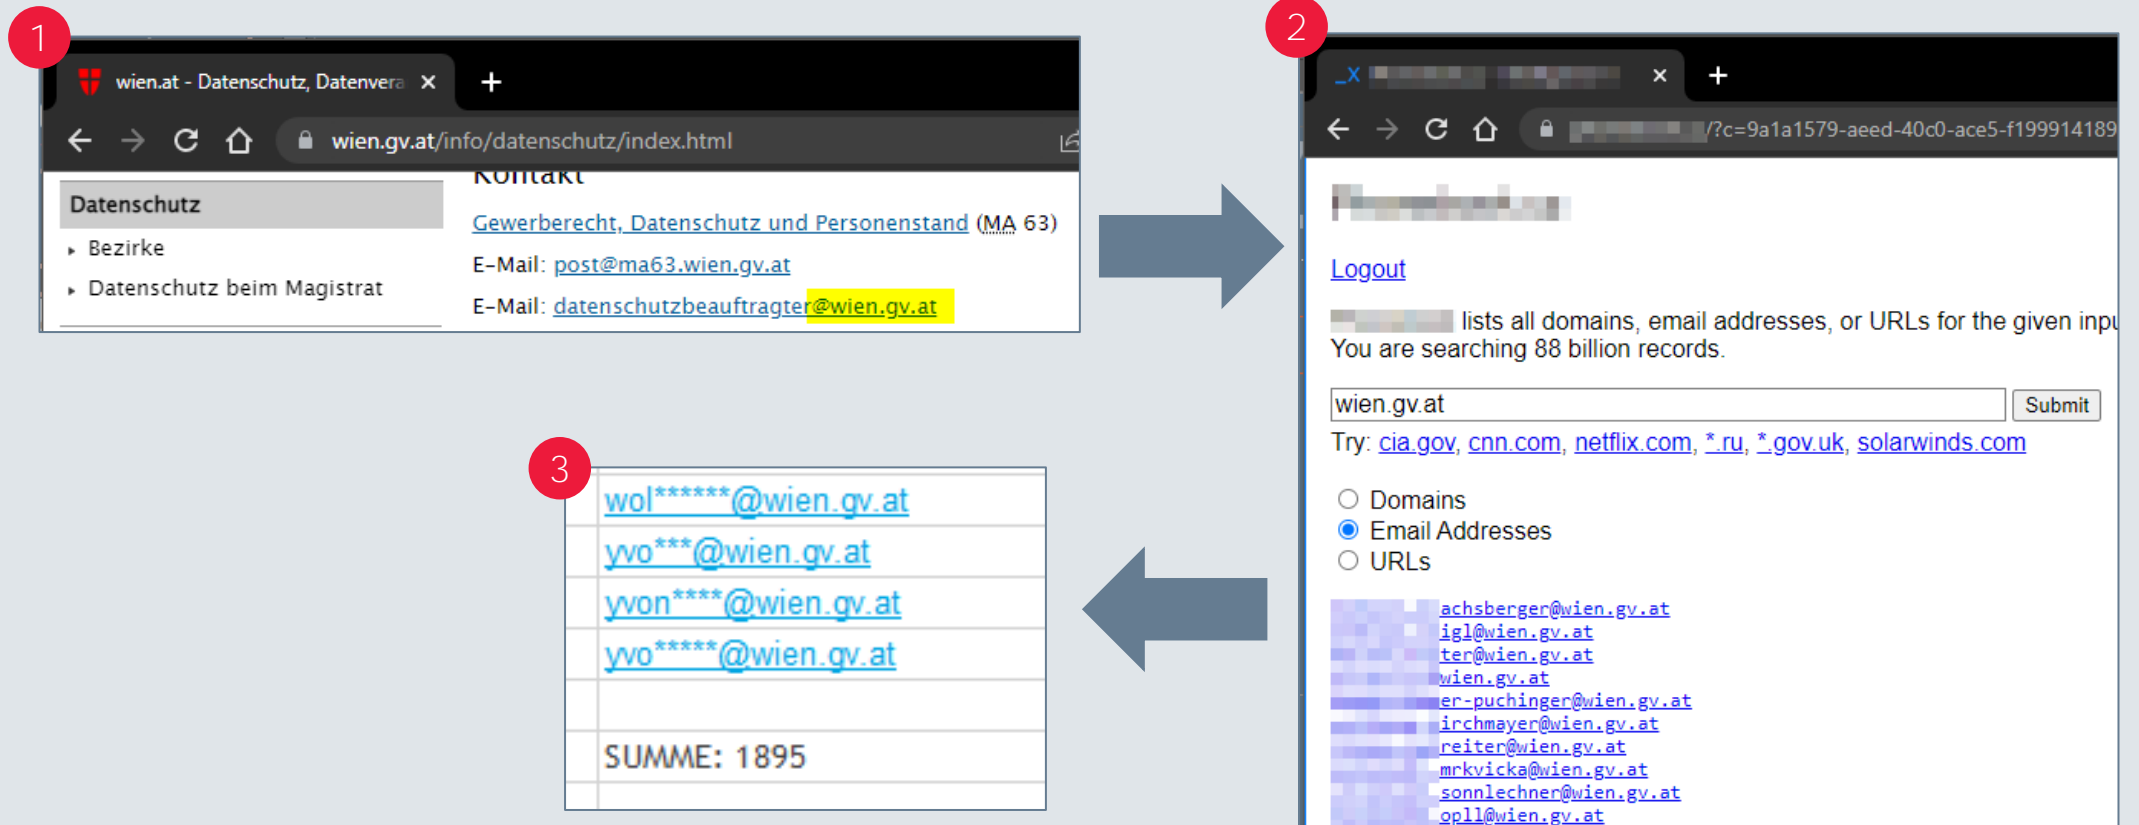 1
wien.at - Datenschutz, Datenvera
wien.gv.at/info/datenschutz/index.html
Datenschutz
Bezirke
Datenschutz beim Magistrat
Kontakt
Gewerberecht, Datenschutz und Personenstand (MA 63)
E-Mail: post@ma63.wien.gv.at
E-Mail: datenschutzbeauftragter@wien.gv.at
2
_X
/?c=9a1a1579-aeed-40c0-ace5-f199914189
Logout
lists all domains, email addresses, or URLs for the given inpu
You are searching 88 billion records.
wien.gv.at
Submit
Try: cia.gov, cnn.com, netflix.com, *.ru, *.gov.uk, solarwinds.com
Domains
Email Addresses
URLs
achsberger@wien.gv.at
igl@wien.gv.at
ter@wien.gv.at
wien.gv.at
er-puchinger@wien.gv.at
irchmayer@wien.gv.at
reiter@wien.gv.at
mrkvicka@wien.gv.at
sonnlechner@wien.gv.at
opll@wien.gv.at
3
wol******@wien.gv.at
yvo***@wien.gv.at
yvon****@wien.gv.at
yvo*****@wien.gv.at
SUMME: 1895